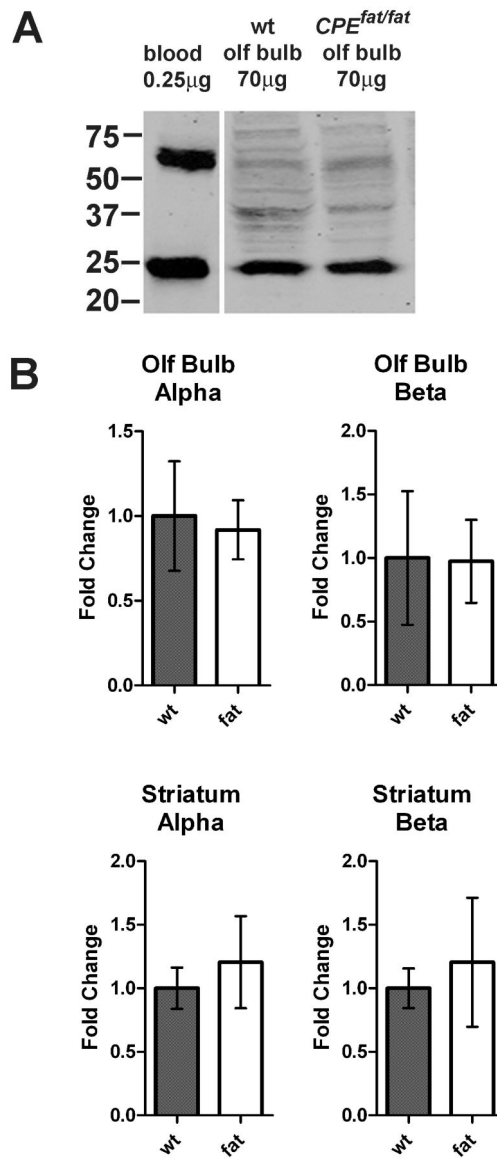 A
blood
0.25µg
wt
olf bulb
70µg
CPE^fat/fat
olf bulb
70µg
75
50
37
25
20
B
Olf Bulb
Alpha
Fold Change
1.5
1.0
0.5
0.0
wt
fat
Olf Bulb
Beta
Fold Change
2.0
1.5
1.0
0.5
0.0
wt
fat
Striatum
Alpha
Fold Change
2.0
1.5
1.0
0.5
0.0
wt
fat
Striatum
Beta
Fold Change
2.0
1.5
1.0
0.5
0.0
wt
fat